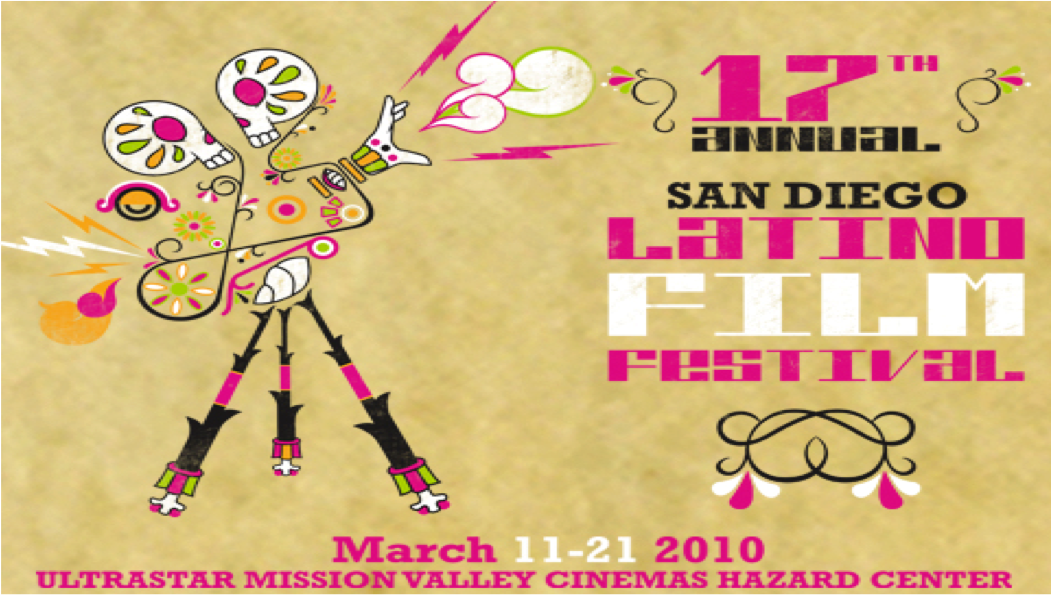 17TH
ANNUAL
SAN DIEGO
LATINO
FILM
FESTIVAL
March 11-21 2010
ULTRASTAR MISSION VALLEY CINEMAS HAZARD CENTER